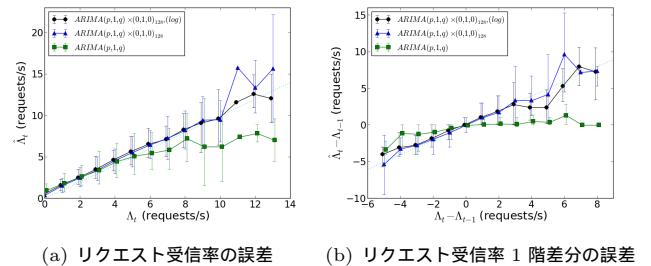 ARIMA(p,1,q)×(0,1,0)₁₂₈,(log)
ARIMA(p,1,q)×(0,1,0)₁₂₈
ARIMA(p,1,q)
20
15
10
5
0
0 2 4 6 8 10 12 14
Λ̂ₜ (requests/s)
Λₜ (requests/s)
(a) リクエスト受信率の誤差
ARIMA(p,1,q)×(0,1,0)₁₂₈,(log)
ARIMA(p,1,q)×(0,1,0)₁₂₈
ARIMA(p,1,q)
15
10
5
0
−5
−10
−6 −4 −2 0 2 4 6 8
Λ̂ₜ−Λₜ₋₁ (requests/s)
Λₜ−Λₜ₋₁ (requests/s)
(b) リクエスト受信率 1 階差分の誤差